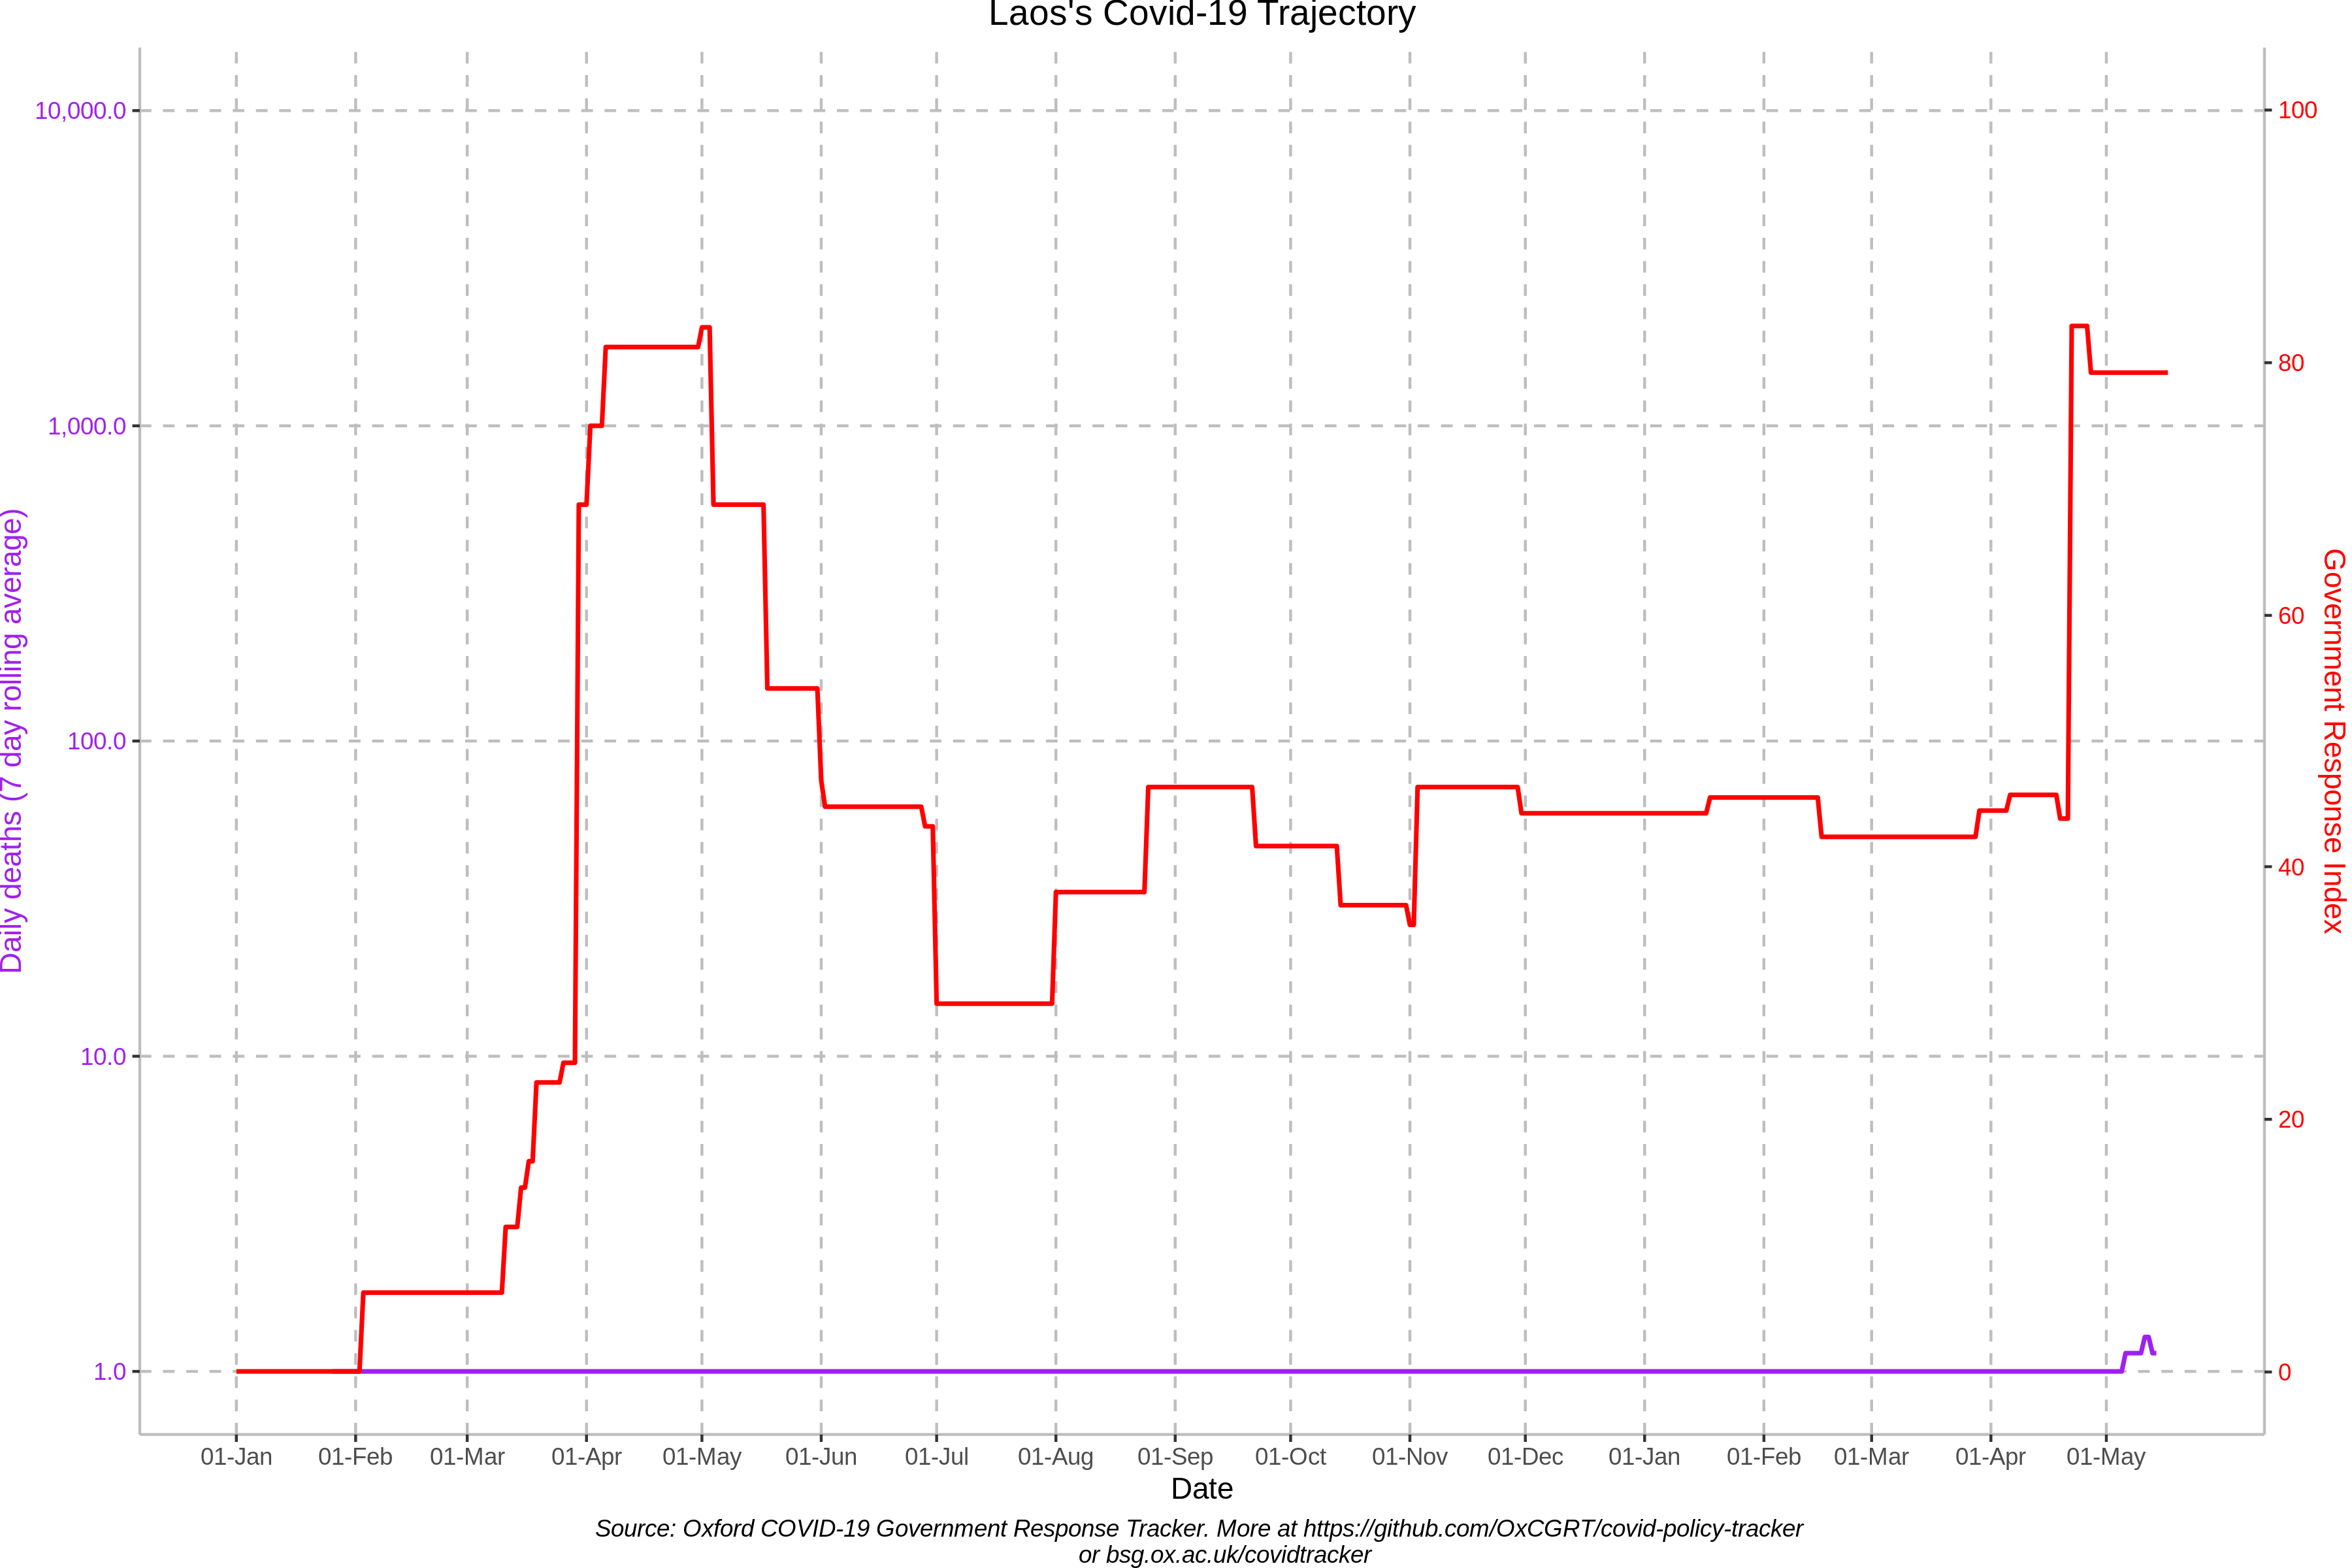 Laos's Covid-19 Trajectory
10,000.0
1,000.0
100.0
10.0
1.0
Daily deaths (7 day rolling average)
100
80
60
40
20
0
Government Response Index
01-Jan 01-Feb 01-Mar 01-Apr 01-May 01-Jun 01-Jul 01-Aug 01-Sep 01-Oct 01-Nov 01-Dec 01-Jan 01-Feb 01-Mar 01-Apr 01-May
Date
Source: Oxford COVID-19 Government Response Tracker. More at https://github.com/OxCGRT/covid-policy-tracker
or bsg.ox.ac.uk/covidtracker